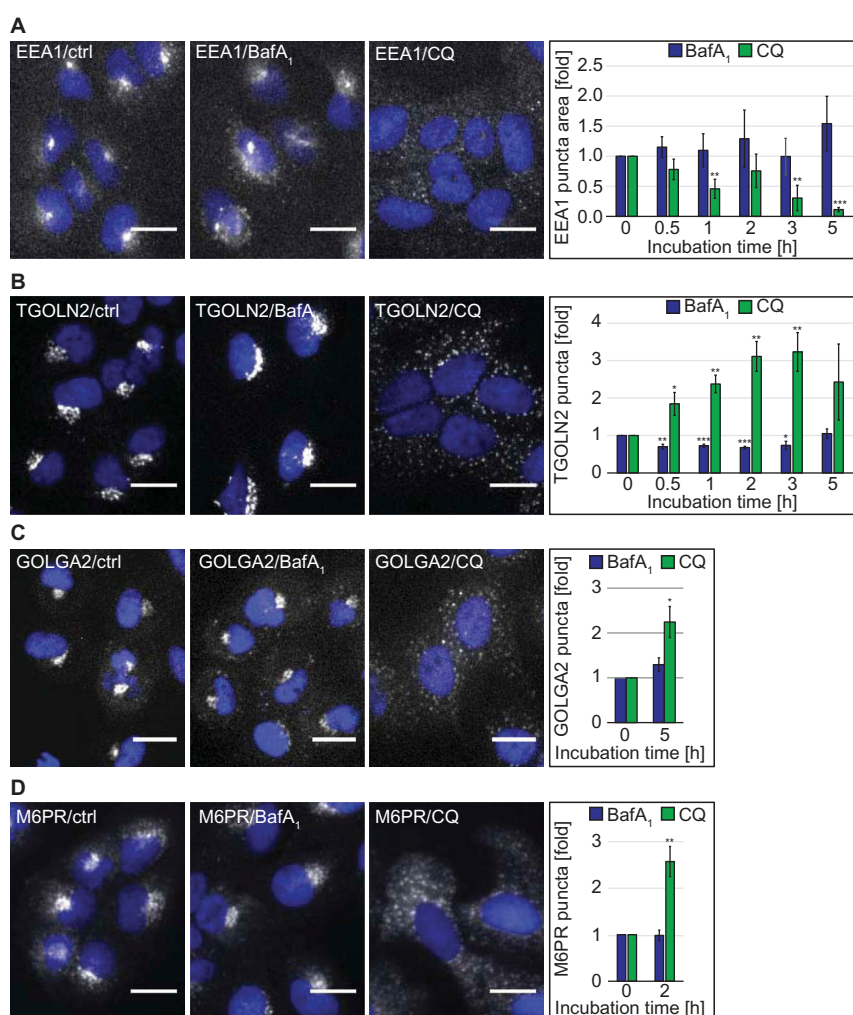 A
EEA1/ctrl
EEA1/BafA₁
EEA1/CQ
BafA₁ CQ
EEA1 puncta area [fold]
2.5
2.0
1.5
1.0
0.5
0.0
** ** ***
0 0.5 1 2 3 5
Incubation time [h]
B
TGOLN2/ctrl
TGOLN2/BafA₁
TGOLN2/CQ
BafA₁ CQ
TGOLN2 puncta [fold]
4
3
2
1
0
** * *** ** *** ** * **
0 0.5 1 2 3 5
Incubation time [h]
C
GOLGA2/ctrl
GOLGA2/BafA₁
GOLGA2/CQ
BafA₁ CQ
GOLGA2 puncta [fold]
3
2
1
0
*
0 5
Incubation time [h]
D
M6PR/ctrl
M6PR/BafA₁
M6PR/CQ
BafA₁ CQ
M6PR puncta [fold]
3
2
1
0
**
0 2
Incubation time [h]